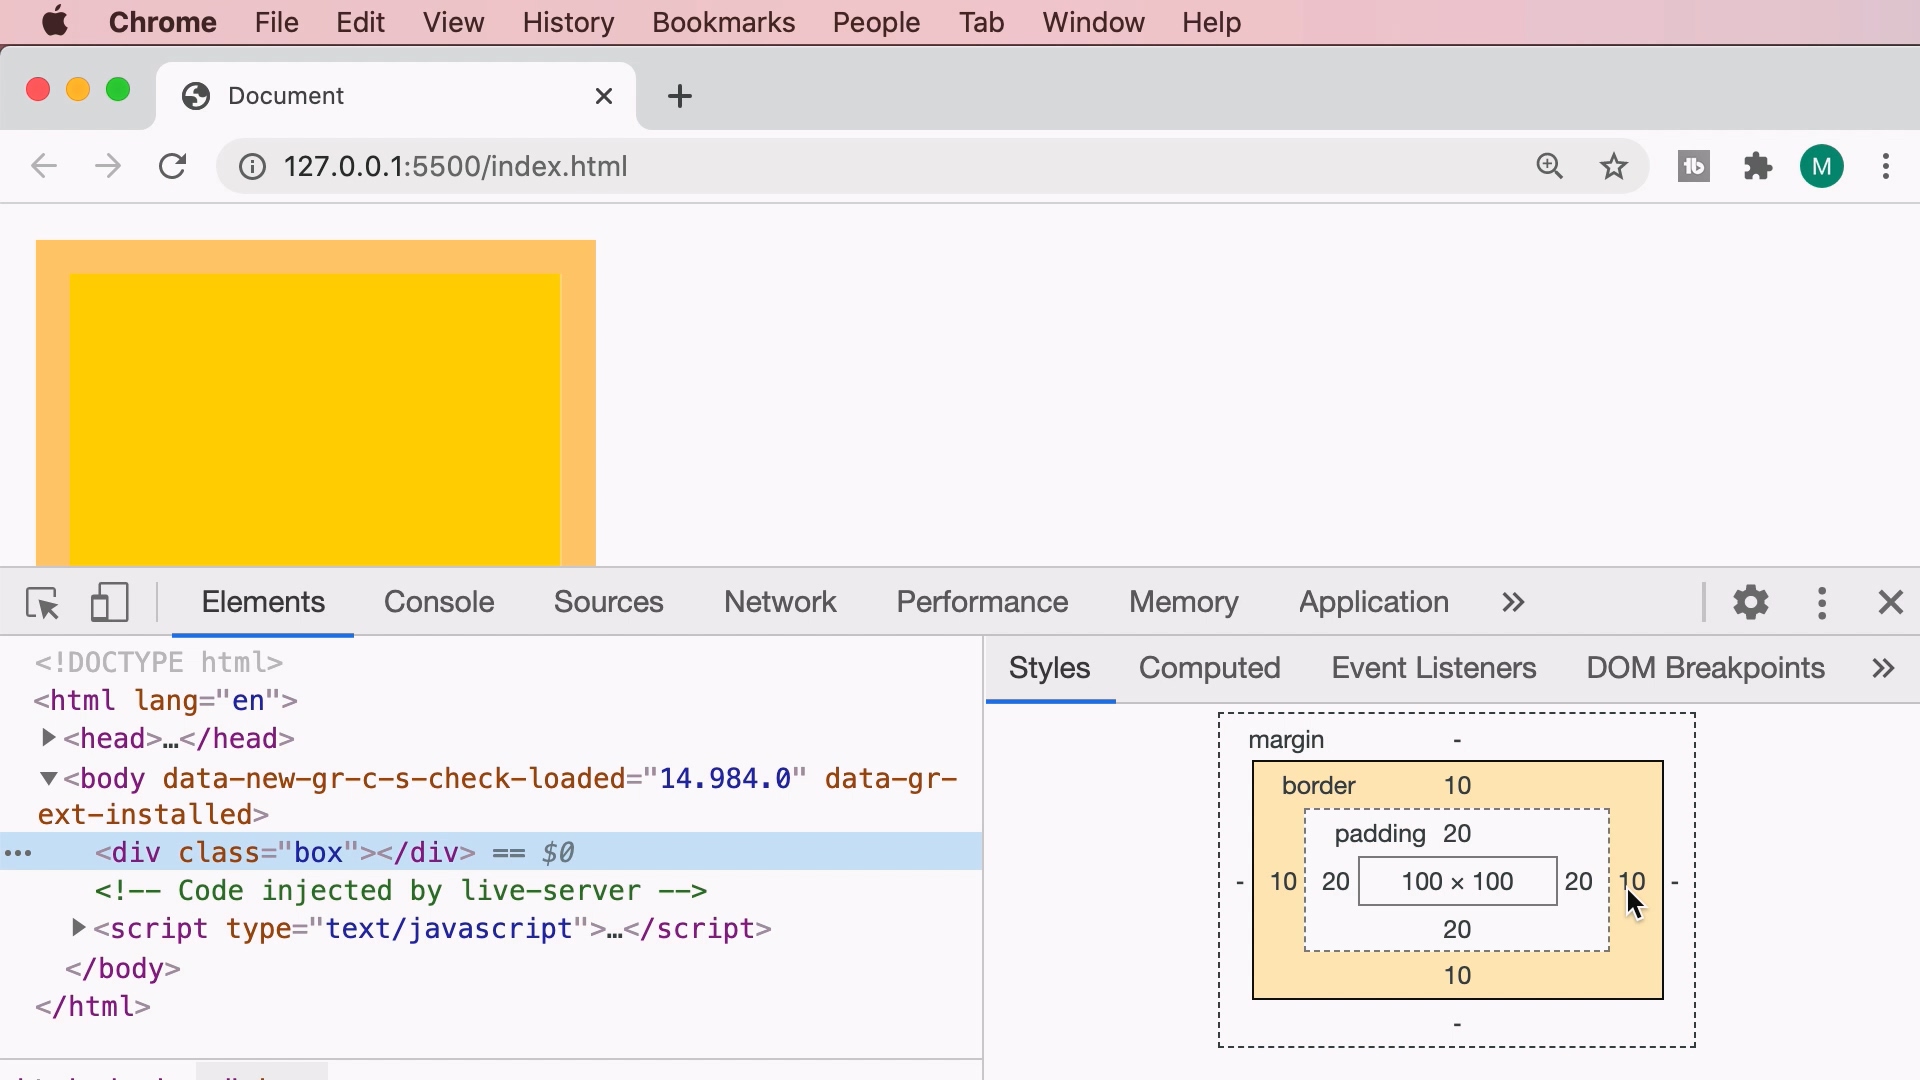 Chrome File Edit View History Bookmarks People Tab Window Help
Document
127.0.0.1:5500/index.html
M
Elements Console Sources Network Performance Memory Application
<!DOCTYPE html>
<html lang="en">
<head>…</head>
<body data-new-gr-c-s-check-loaded="14.984.0" data-gr-
ext-installed>
<div class="box"></div> == $0
<!-- Code injected by live-server -->
<script type="text/javascript">…</script>
</body>
</html>
Styles Computed Event Listeners DOM Breakpoints
margin -
border 10
padding 20
- 10 20 100 × 100 20 10 -
20
10
-